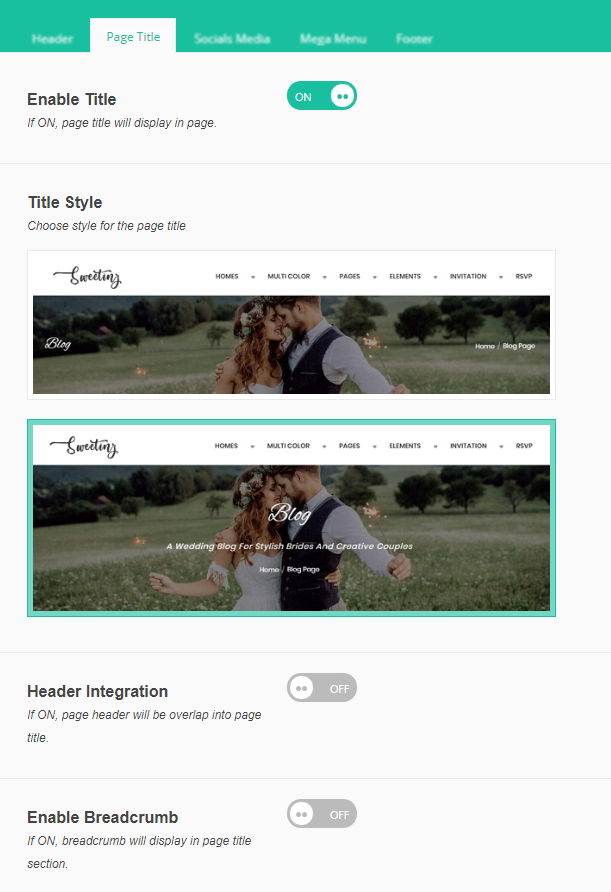 Header Page Title Socials Media Mega Menu Footer
Enable Title ON
If ON, page title will display in page.
Title Style
Choose style for the page title
Sweetinz HOMES MULTI COLOR PAGES ELEMENTS INVITATION RSVP
Blog Home / Blog Page
Sweetinz HOMES MULTI COLOR PAGES ELEMENTS INVITATION RSVP
Blog
A Wedding Blog For Stylish Brides And Creative Couples
Home / Blog Page
Header Integration OFF
If ON, page header will be overlap into page
title.
Enable Breadcrumb OFF
If ON, breadcrumb will display in page title
section.